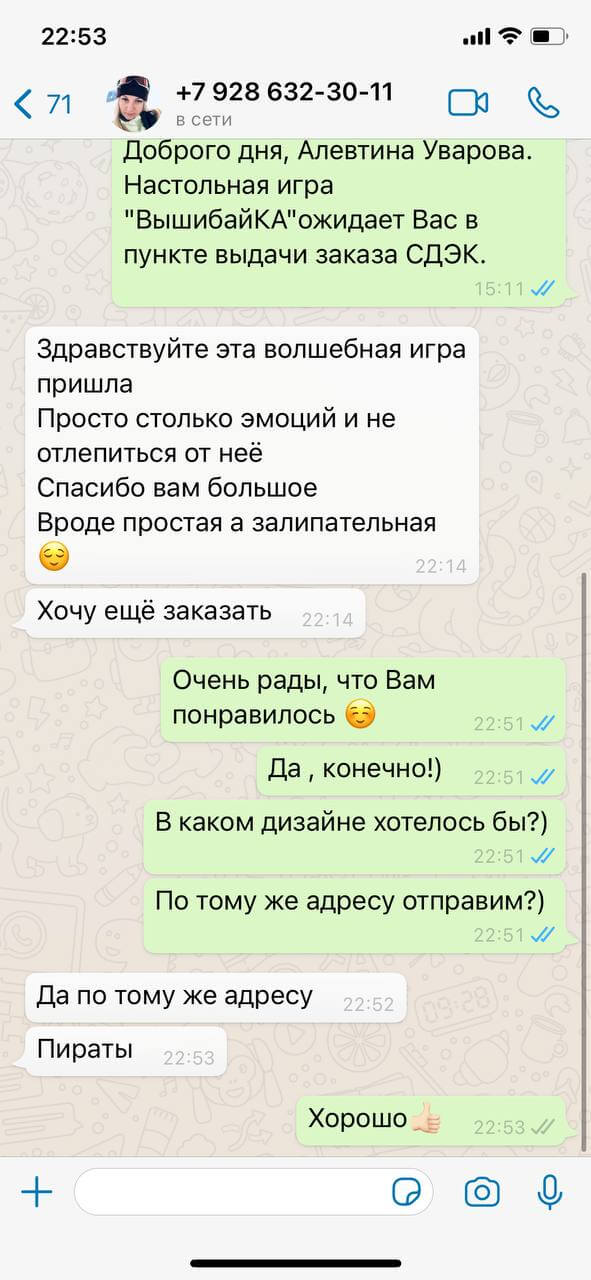 22:53
71
+7 928 632-30-11
в сети
Доброго дня, Алевтина Уварова.
Настольная игра
"ВышибайКА"ожидает Вас в
пункте выдачи заказа СДЭК.
15:11
Здравствуйте эта волшебная игра
пришла
Просто столько эмоций и не
отлепиться от неё
Спасибо вам большое
Вроде простая а залипательная
😌
22:14
Хочу ещё заказать 22:14
Очень рады, что Вам
понравилось ☺️ 22:51
Да , конечно!) 22:51
В каком дизайне хотелось бы?)
22:51
По тому же адресу отправим?)
22:51
Да по тому же адресу 22:52
Пираты 22:53
Хорошо👍🏻 22:53